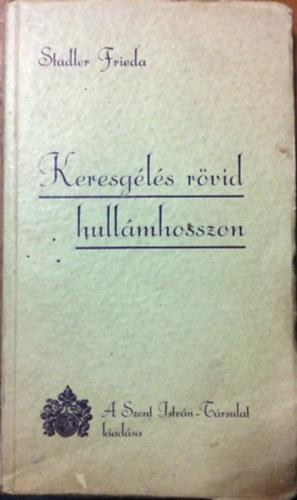 Stadler Frieda
Keresgélés rövid
hullámhosszon
A Szent István-Társulat
kiadása